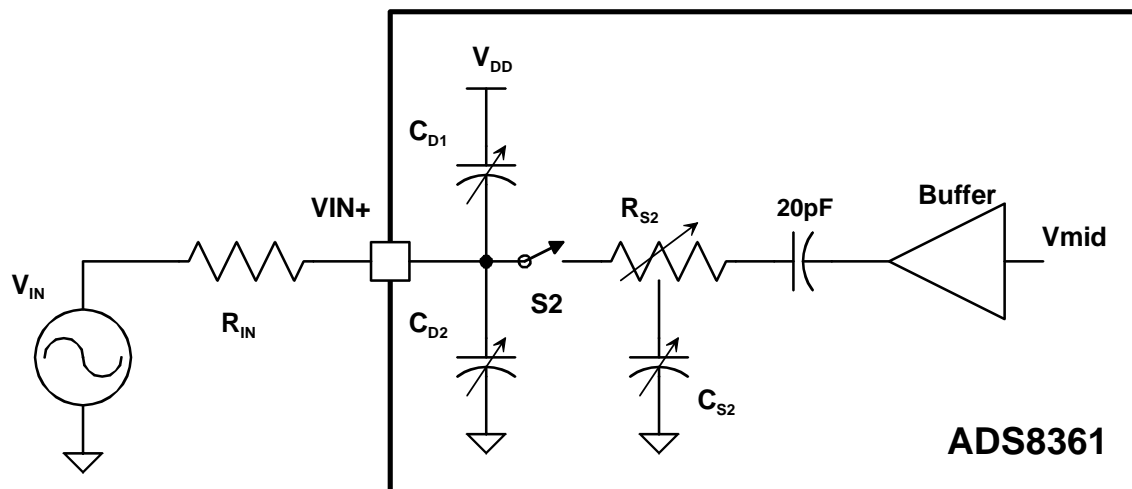 V_DD
C_D1
VIN+
R_S2
20pF
Buffer
Vmid
V_IN
R_IN
C_D2
S2
C_S2
ADS8361